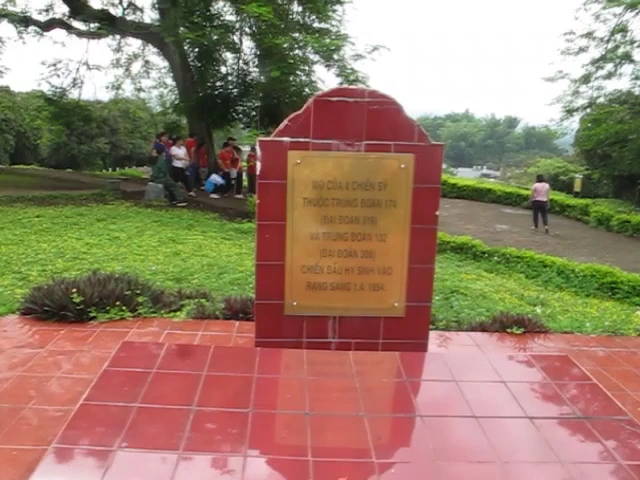 MỘ CỦA 4 CHIẾN SỸ
THUỘC TRUNG ĐOÀN 174
(ĐẠI ĐOÀN 316)
VÀ TRUNG ĐOÀN 102
(ĐẠI ĐOÀN 308)
CHIẾN ĐẤU HY SINH VÀO
RẠNG SÁNG 1.4. 1954.